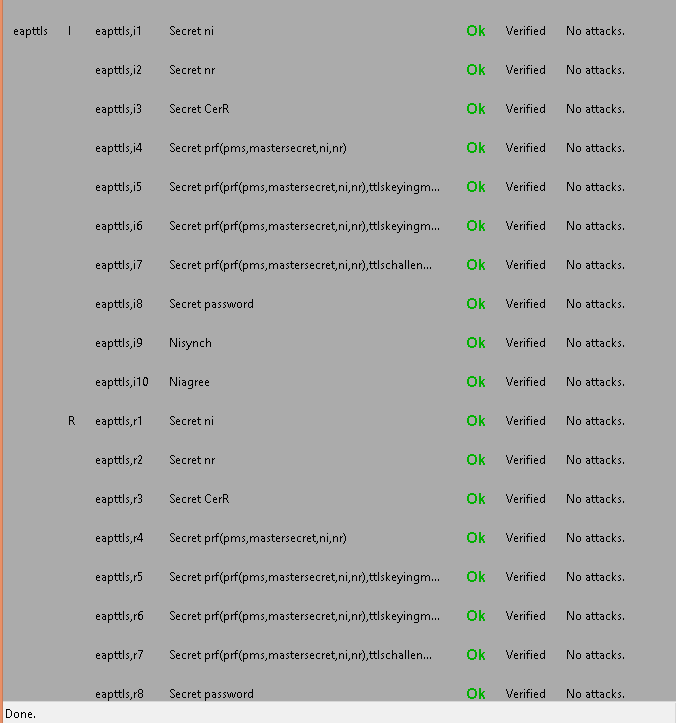 eapttls I eapttls,i1 Secret ni Ok Verified No attacks.
eapttls,i2 Secret nr Ok Verified No attacks.
eapttls,i3 Secret CerR Ok Verified No attacks.
eapttls,i4 Secret prf(pms,mastersecret,ni,nr) Ok Verified No attacks.
eapttls,i5 Secret prf(prf(pms,mastersecret,ni,nr),ttlskeyingm... Ok Verified No attacks.
eapttls,i6 Secret prf(prf(pms,mastersecret,ni,nr),ttlskeyingm... Ok Verified No attacks.
eapttls,i7 Secret prf(prf(pms,mastersecret,ni,nr),ttlschallen... Ok Verified No attacks.
eapttls,i8 Secret password Ok Verified No attacks.
eapttls,i9 Nisynch Ok Verified No attacks.
eapttls,i10 Niagree Ok Verified No attacks.
R eapttls,r1 Secret ni Ok Verified No attacks.
eapttls,r2 Secret nr Ok Verified No attacks.
eapttls,r3 Secret CerR Ok Verified No attacks.
eapttls,r4 Secret prf(pms,mastersecret,ni,nr) Ok Verified No attacks.
eapttls,r5 Secret prf(prf(pms,mastersecret,ni,nr),ttlskeyingm... Ok Verified No attacks.
eapttls,r6 Secret prf(prf(pms,mastersecret,ni,nr),ttlskeyingm... Ok Verified No attacks.
eapttls,r7 Secret prf(prf(pms,mastersecret,ni,nr),ttlschallen... Ok Verified No attacks.
eapttls,r8 Secret password Ok Verified No attacks.
Done.